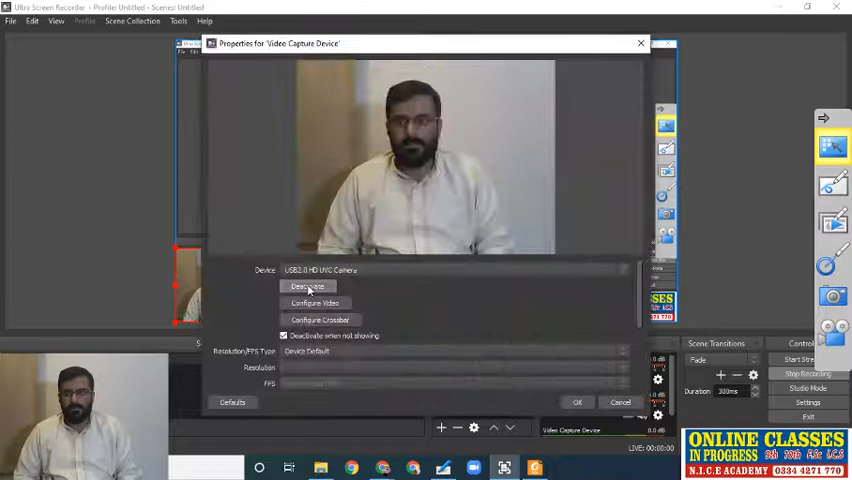 Ultra Screen Recorder - Profile: Untitled - Scenes: Untitled
File Edit View Profile Scene Collection Tools Help
Properties for 'Video Capture Device'
Device USB2.0 HD UVC Camera
Deactivate
Configure Video
Configure Crossbar
Deactivate when not showing
Resolution/FPS Type Device Default
Resolution
FPS
Defaults OK Cancel
Scene Transitions
Fade
Duration 300ms
Start Stre
Stop Recording
Studio Mode
Settings
Exit
Video Capture Device 0.0 dB
LIVE: 00:00:00
ONLINE CLASSES
IN PROGRESS 9th 10th F.Sc I.C.S
N.I.C.E ACADEMY 0334 4271 770